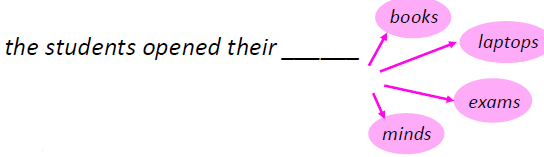 the students opened their ______
books
laptops
exams
minds